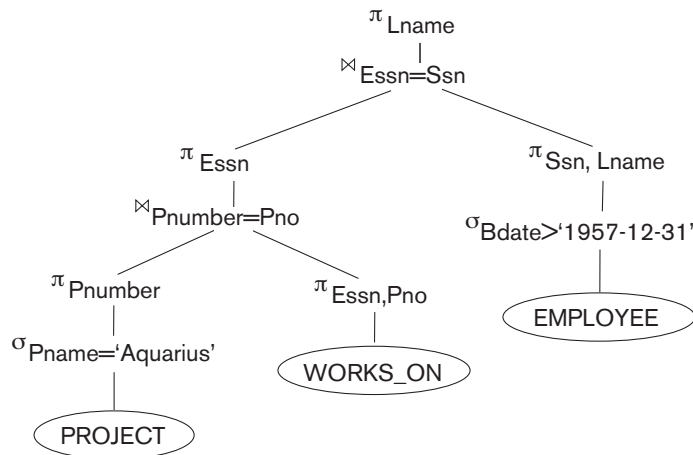 π Lname
⋈ Essn=Ssn
π Essn
π Ssn, Lname
⋈ Pnumber=Pno
σ Bdate>‘1957-12-31’
π Pnumber
π Essn,Pno
EMPLOYEE
σ Pname=‘Aquarius’
WORKS_ON
PROJECT